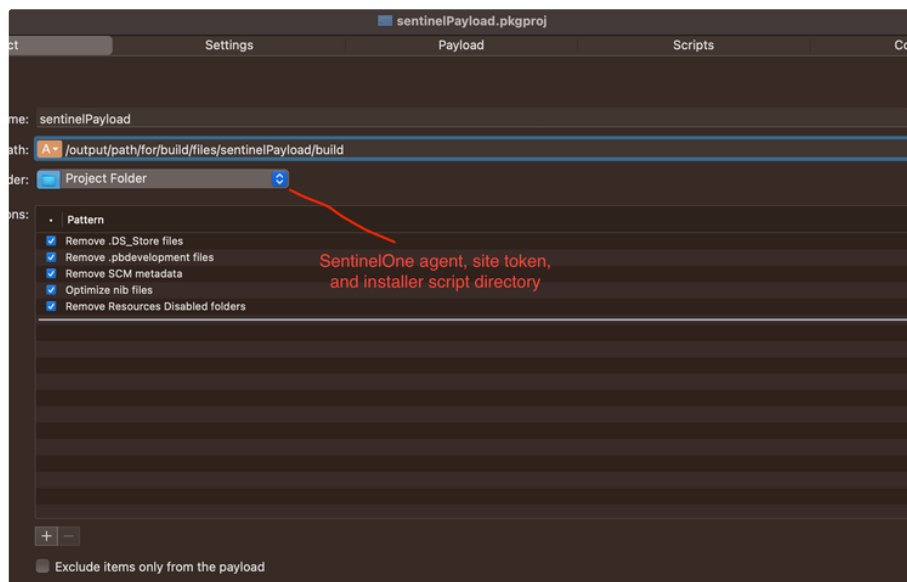 sentinelPayload.pkgproj
ct Settings Payload Scripts Co
me: sentinelPayload
ath: A /output/path/for/build/files/sentinelPayload/build
der: Project Folder
ons: Pattern
Remove .DS_Store files
Remove .pbdevelopment files
Remove SCM metadata
Optimize nib files
Remove Resources Disabled folders
SentinelOne agent, site token,
and installer script directory
Exclude items only from the payload